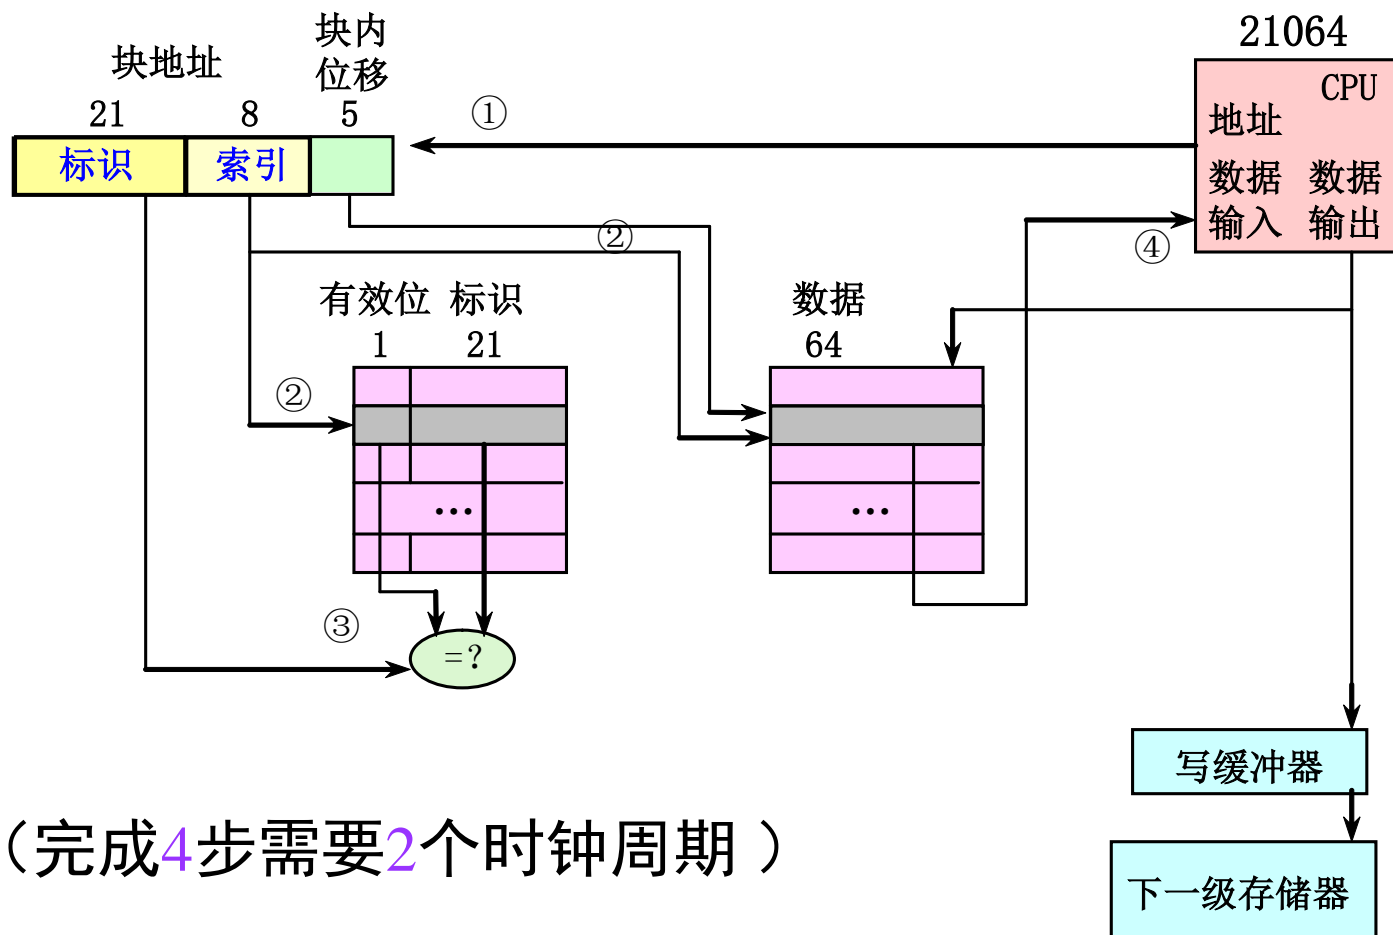 21064
块内
块地址
位移
CPU
21
8
5
①
地址
标识
索引
数据 数据
输入 输出
②
④
有效位 标识
数据
1
21
64
②
...
...
③
=?
写缓冲器
（完成4步需要2个时钟周期 ）
下一级存储器